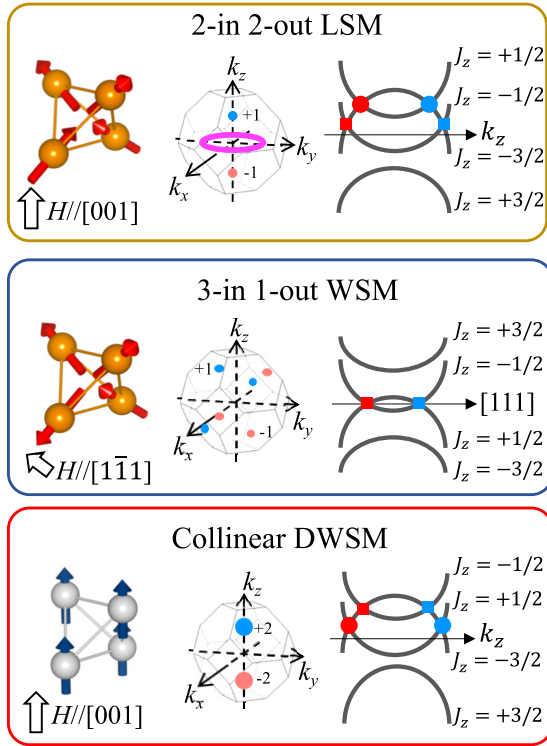 2-in 2-out LSM
H//[001]
k_z
+1
k_y
k_x
-1
J_z = +1/2
J_z = −1/2
k_z
J_z = −3/2
J_z = +3/2
3-in 1-out WSM
H//[11̄1]
k_z
+1
k_y
k_x
-1
J_z = +3/2
J_z = −1/2
[111]
J_z = +1/2
J_z = −3/2
Collinear DWSM
H//[001]
k_z
+2
k_y
k_x
-2
J_z = −1/2
J_z = +1/2
k_z
J_z = −3/2
J_z = +3/2